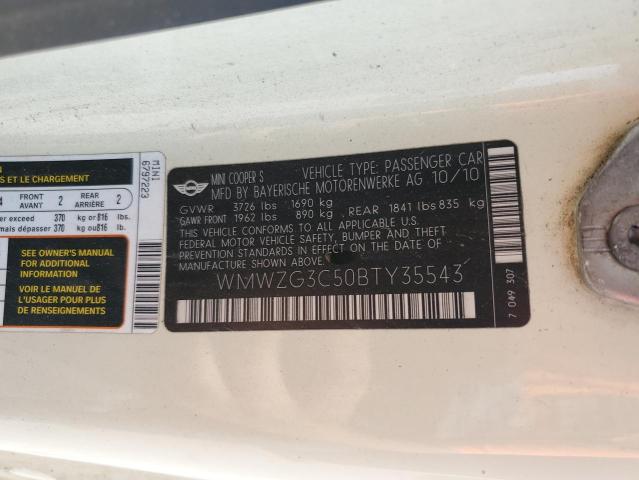 ET LE CHARGEMENT
4 FRONT AVANT 2 REAR ARRIÈRE 2
er exceed 370 kg or 816 lbs.
mais dépasser 370 kg ou 816 lb.
SEE OWNER'S MANUAL
FOR ADDITIONAL
INFORMATION
VOIR LE MANUEL DE
L'USAGER POUR PLUS
DE RENSEIGNEMENTS
MINI
6797223
MINI
MINI COOPER S VEHICLE TYPE: PASSENGER CAR
MFD BY BAYERISCHE MOTORENWERKE AG 10/10
GVWR 3726 lbs 1690 kg
GAWR FRONT 1962 lbs 890 kg REAR 1841 lbs 835 kg
THIS VEHICLE CONFORMS TO ALL APPLICABLE U.S.
FEDERAL MOTOR VEHICLE SAFETY, BUMPER, AND THEFT
PREVENTION STANDARDS IN EFFECT ON THE DATE OF
MANUFACTURE SHOWN ABOVE.
WMWZG3C50BTY35543
7 049 307